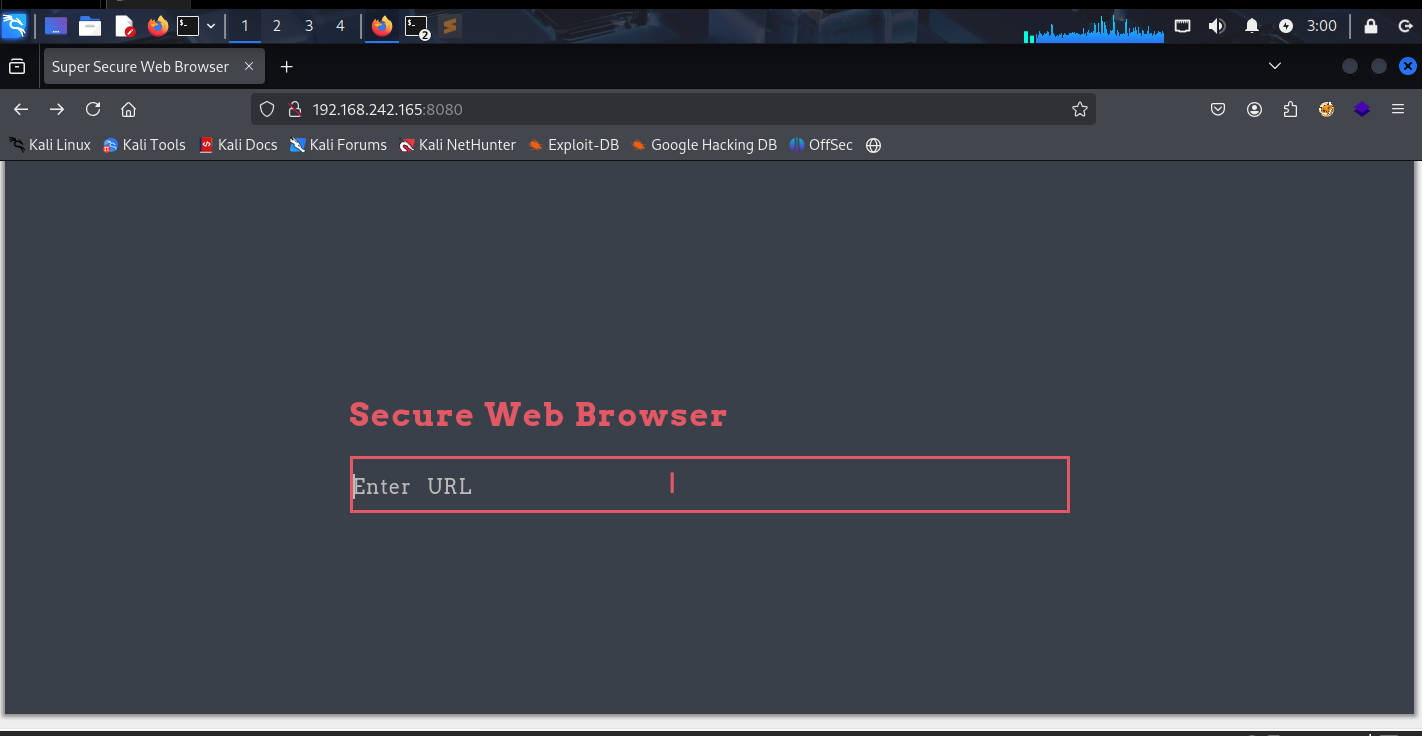 1 2 3 4 2 3:00
Super Secure Web Browser
192.168.242.165:8080
Kali Linux Kali Tools Kali Docs Kali Forums Kali NetHunter Exploit-DB Google Hacking DB OffSec
Secure Web Browser
Enter URL